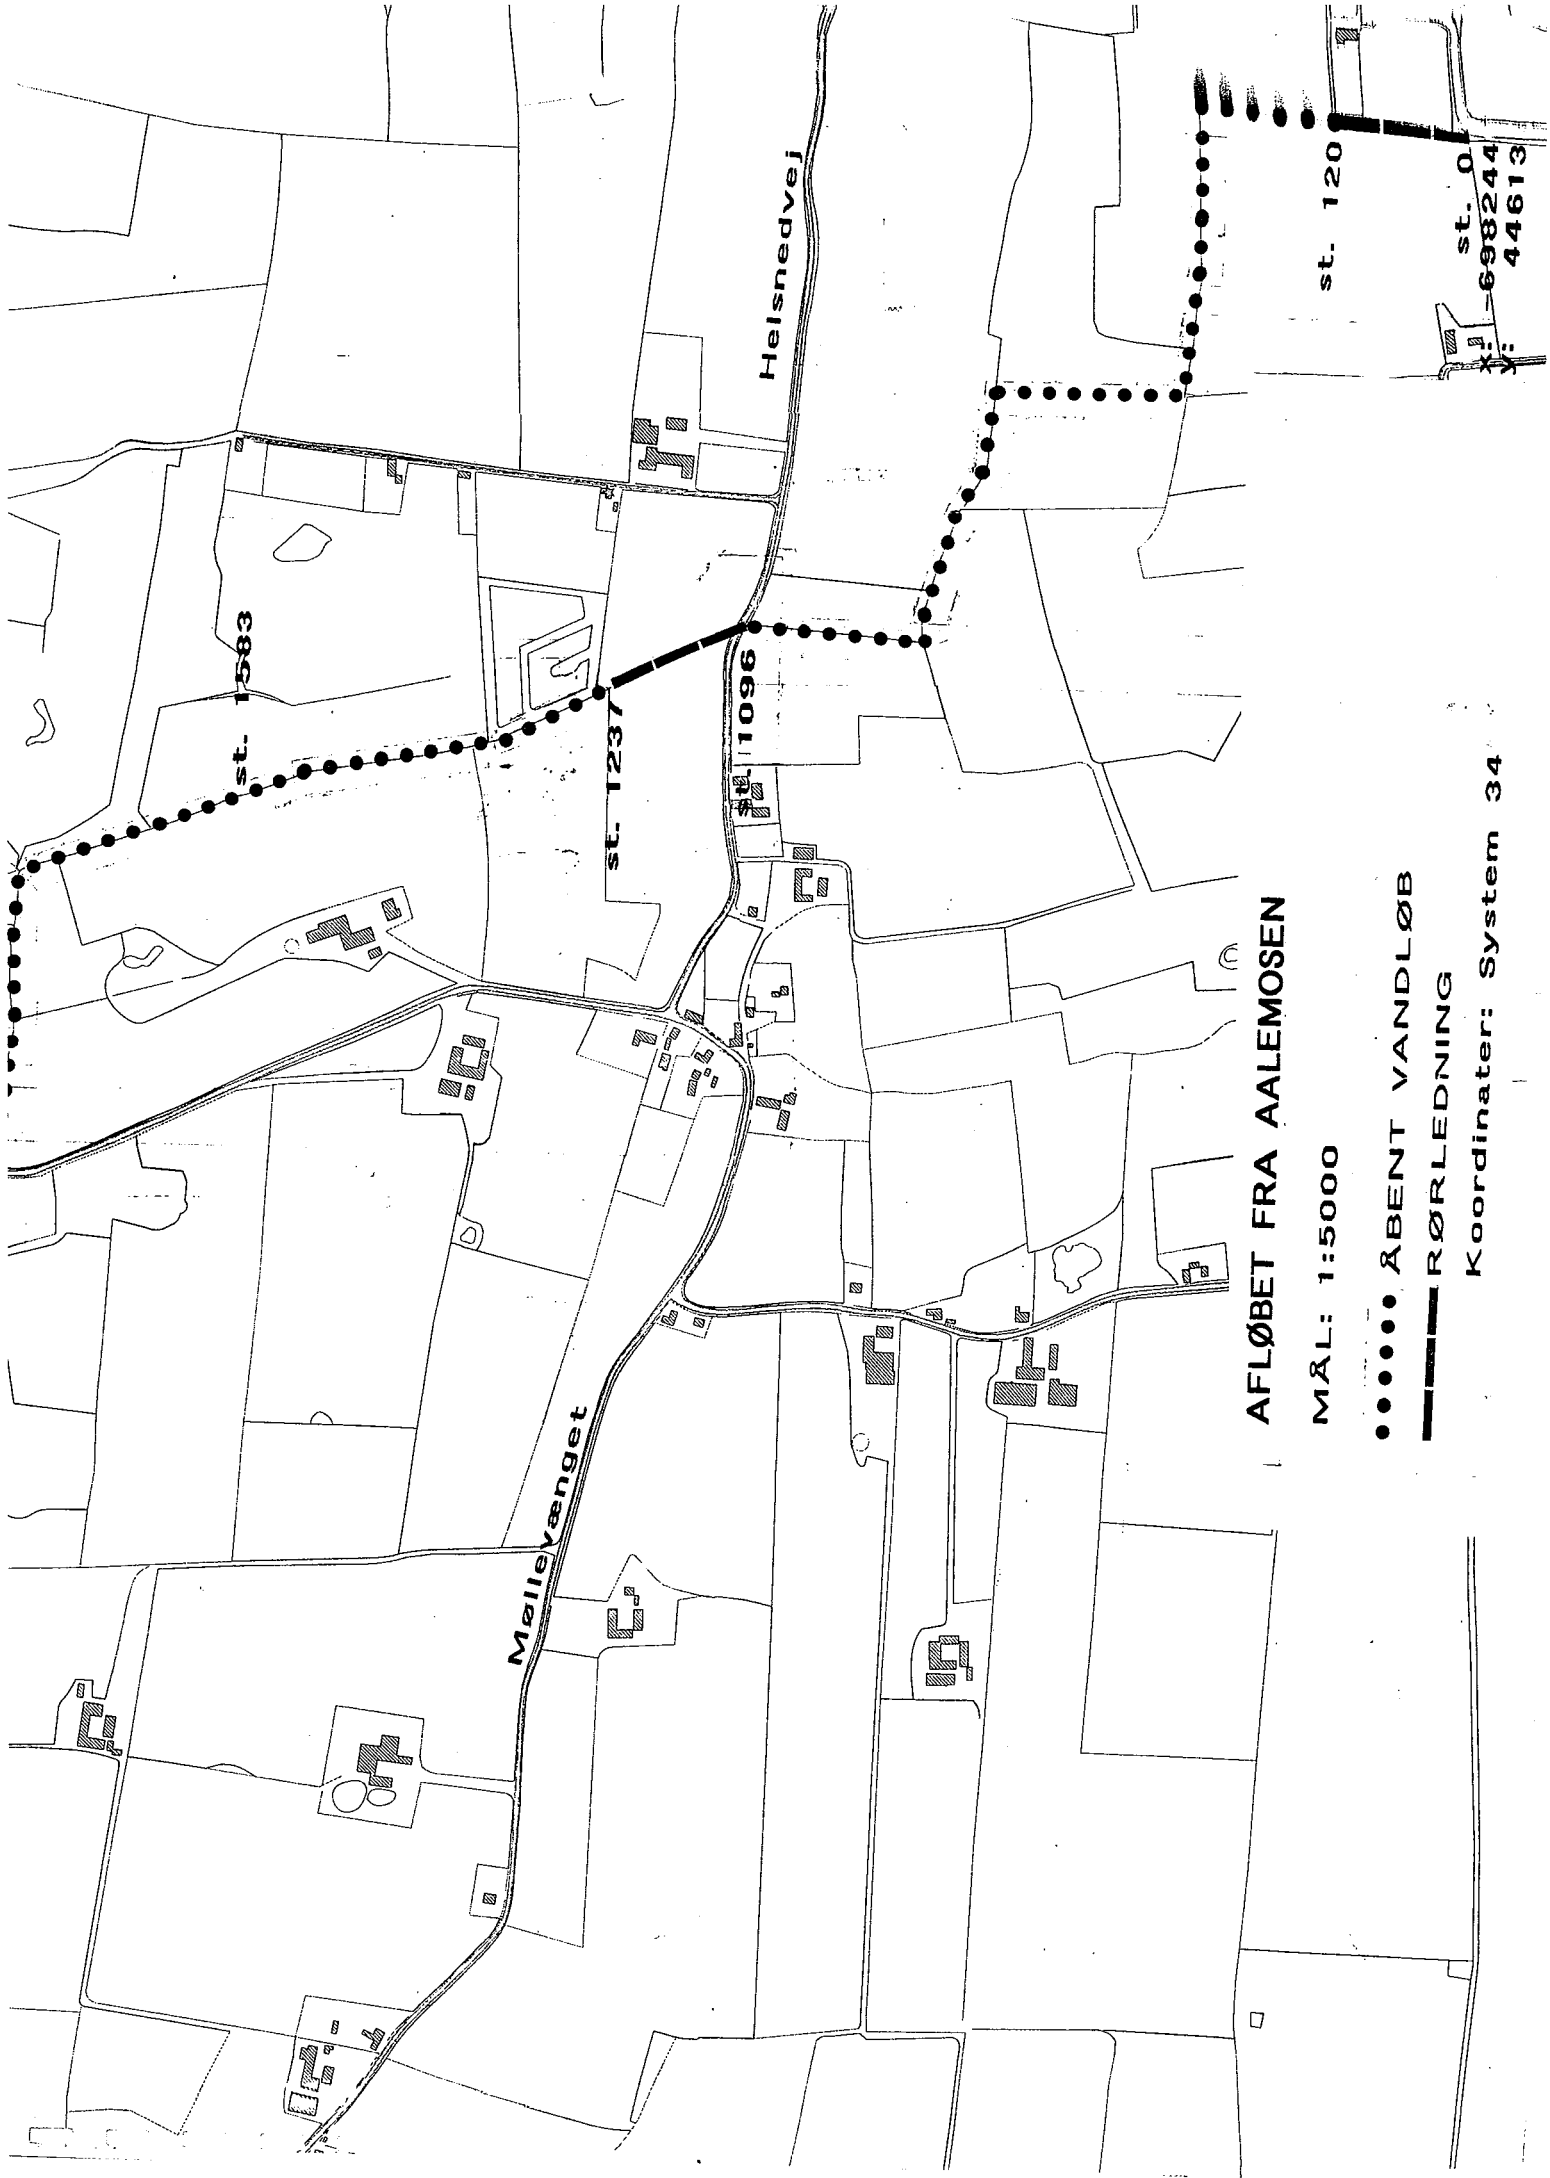 Møllevænget
Helsnedvej
st. 1583
st. 1237
st. 1096
st. 120
st. 0
x: -698244
y: 44613
AFLØBET FRA AALEMOSEN
MÅL: 1:5000
ÅBENT VANDLØB
RØRLEDNING
Koordinater: System 34